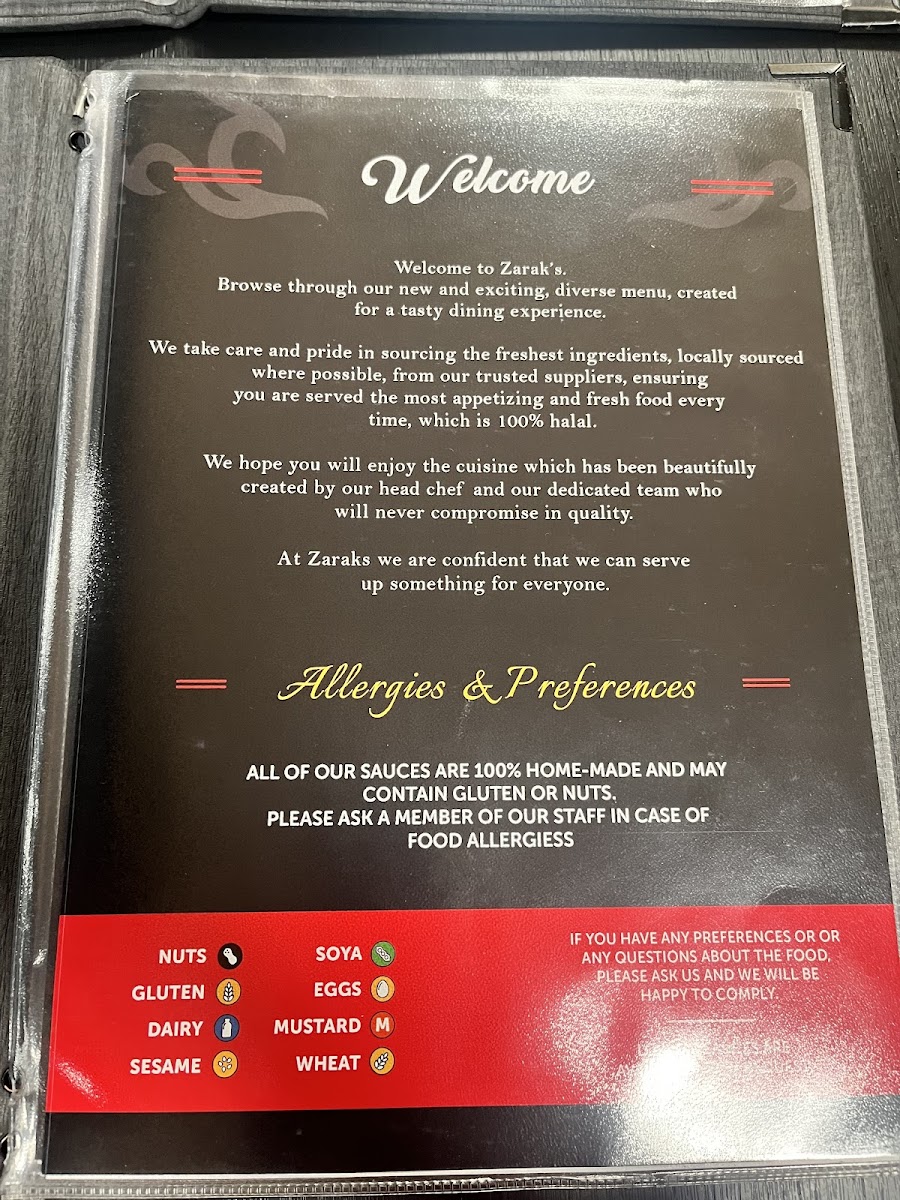 Welcome
Welcome to Zarak's.
Browse through our new and exciting, diverse menu, created
for a tasty dining experience.
We take care and pride in sourcing the freshest ingredients, locally sourced
where possible, from our trusted suppliers, ensuring
you are served the most appetizing and fresh food every
time, which is 100% halal.
We hope you will enjoy the cuisine which has been beautifully
created by our head chef and our dedicated team who
will never compromise in quality.
At Zaraks we are confident that we can serve
up something for everyone.
Allergies & Preferences
ALL OF OUR SAUCES ARE 100% HOME-MADE AND MAY
CONTAIN GLUTEN OR NUTS.
PLEASE ASK A MEMBER OF OUR STAFF IN CASE OF
FOOD ALLERGIESS
NUTS
GLUTEN
DAIRY
SESAME
SOYA
EGGS
MUSTARD M
WHEAT
IF YOU HAVE ANY PREFERENCES OR OR
ANY QUESTIONS ABOUT THE FOOD,
PLEASE ASK US AND WE WILL BE
HAPPY TO COMPLY.